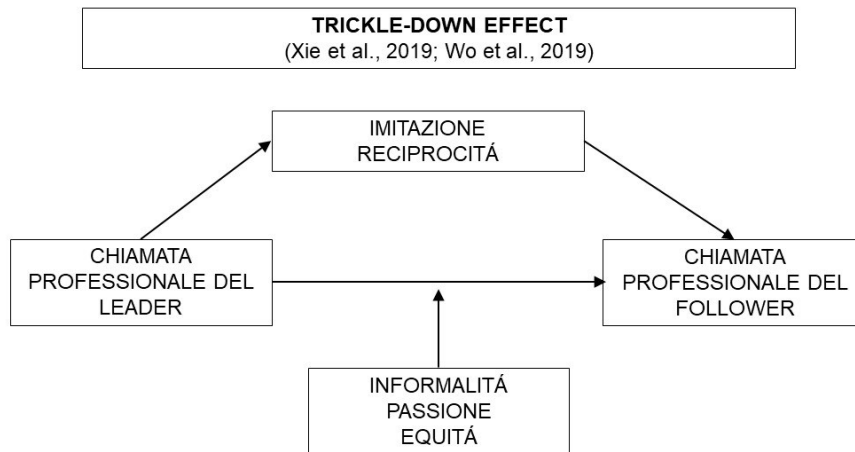 TRICKLE-DOWN EFFECT
(Xie et al., 2019; Wo et al., 2019)
IMITAZIONE
RECIPROCITÁ
CHIAMATA
PROFESSIONALE DEL
LEADER
CHIAMATA
PROFESSIONALE DEL
FOLLOWER
INFORMALITÁ
PASSIONE
EQUITÁ